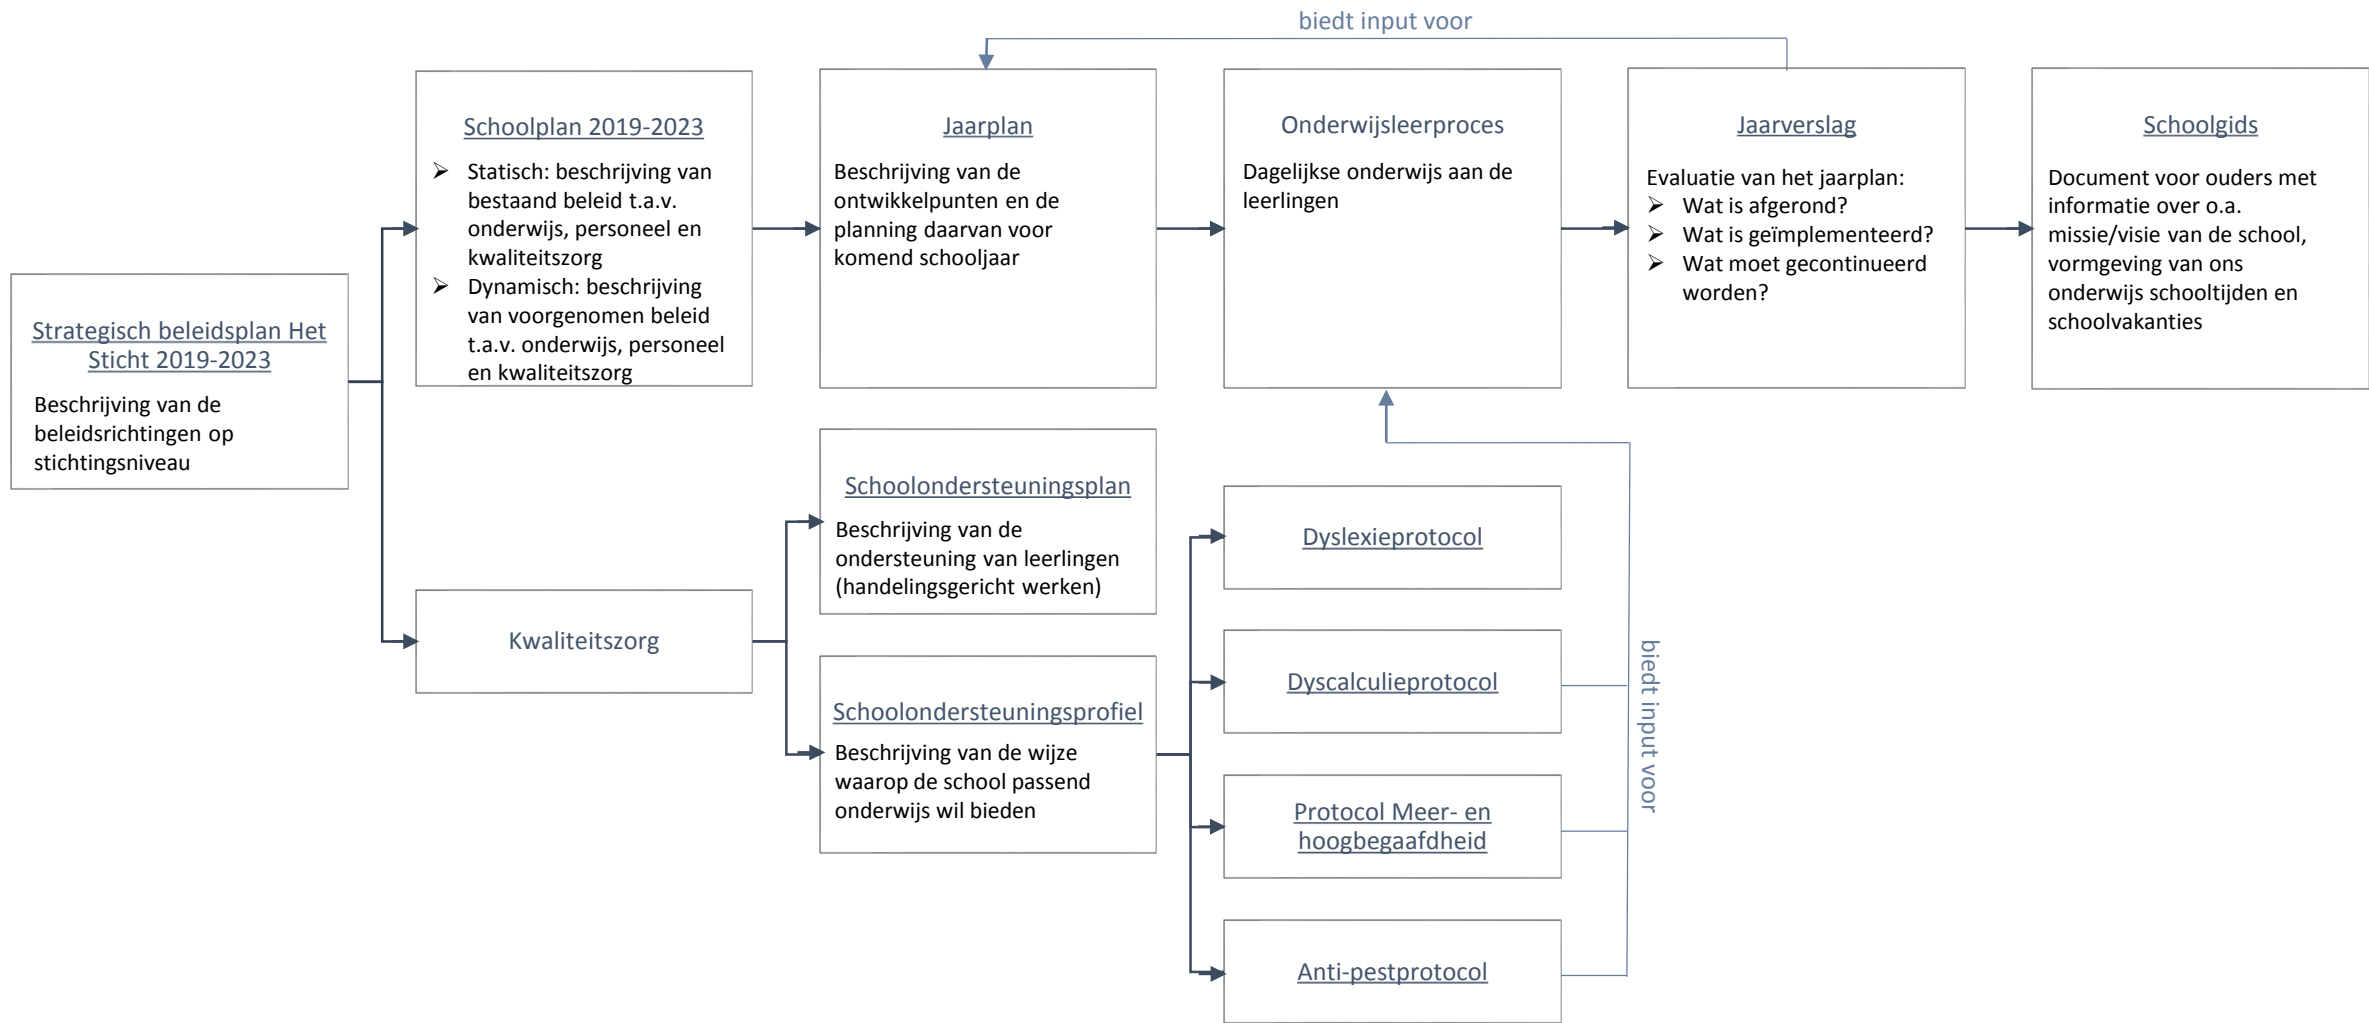 biedt input voor
Strategisch beleidsplan Het
Sticht 2019-2023
Beschrijving van de
beleidsrichtingen op
stichtingsniveau
Schoolplan 2019-2023
➢ Statisch: beschrijving van
bestaand beleid t.a.v.
onderwijs, personeel en
kwaliteitszorg
➢ Dynamisch: beschrijving
van voorgenomen beleid
t.a.v. onderwijs, personeel
en kwaliteitszorg
Jaarplan
Beschrijving van de
ontwikkelpunten en de
planning daarvan voor
komend schooljaar
Onderwijsleerproces
Dagelijkse onderwijs aan de
leerlingen
Jaarverslag
Evaluatie van het jaarplan:
➢ Wat is afgerond?
➢ Wat is geïmplementeerd?
➢ Wat moet gecontinueerd
worden?
Schoolgids
Document voor ouders met
informatie over o.a.
missie/visie van de school,
vormgeving van ons
onderwijs schooltijden en
schoolvakanties
Kwaliteitszorg
Schoolondersteuningsplan
Beschrijving van de
ondersteuning van leerlingen
(handelingsgericht werken)
Schoolondersteuningsprofiel
Beschrijving van de wijze
waarop de school passend
onderwijs wil bieden
Dyslexieprotocol
Dyscalculieprotocol
Protocol Meer- en
hoogbegaafdheid
Anti-pestprotocol
biedt input voor